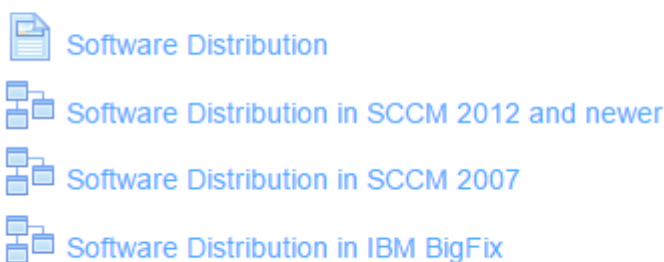 Software Distribution
Software Distribution in SCCM 2012 and newer
Software Distribution in SCCM 2007
Software Distribution in IBM BigFix